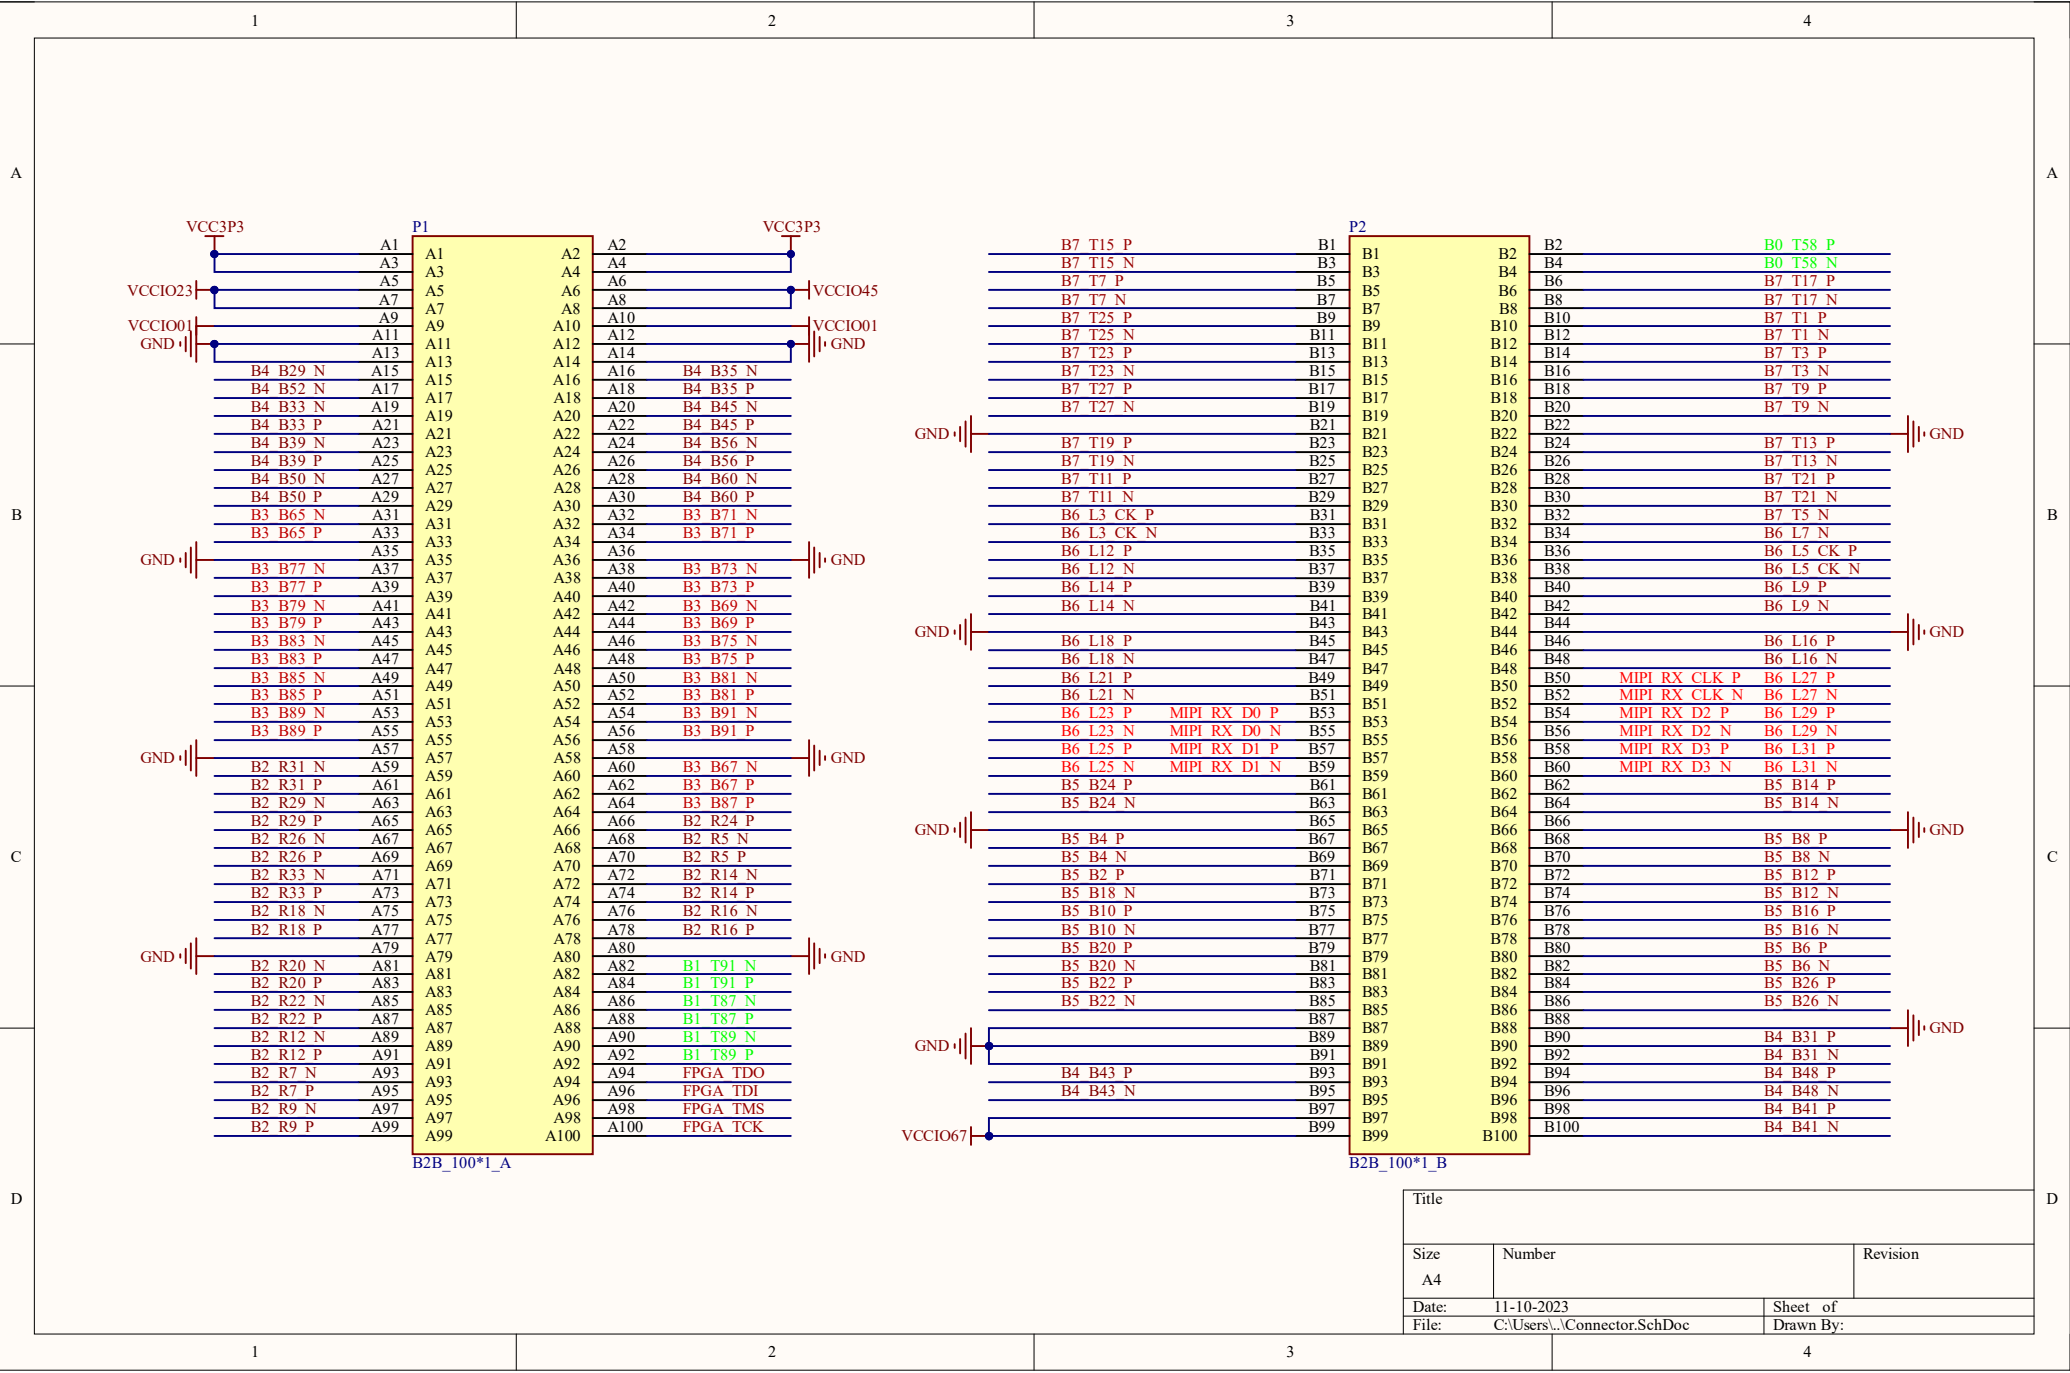 1 2 3 4
A A
VCC3P3 P1 VCC3P3 P2
A1 A1 A2 A2
A3 A3 A4 A4
VCCIO23 A5 A5 A6 A6 VCCIO45
A7 A7 A8 A8
VCCIO01 A9 A9 A10 A10 VCCIO01
GND A11 A11 A12 A12 GND
A13 A13 A14 A14
B4_B29_N A15 A15 A16 A16 B4_B35_N
B4_B52_N A17 A17 A18 A18 B4_B35_P
B4_B33_N A19 A19 A20 A20 B4_B45_N
B4_B33_P A21 A21 A22 A22 B4_B45_P
B4_B39_N A23 A23 A24 A24 B4_B56_N
B4_B39_P A25 A25 A26 A26 B4_B56_P
B4_B50_N A27 A27 A28 A28 B4_B60_N
B4_B50_P A29 A29 A30 A30 B4_B60_P
B3_B65_N A31 A31 A32 A32 B3_B71_N
B3_B65_P A33 A33 A34 A34 B3_B71_P
GND A35 A35 A36 A36 GND
B3_B77_N A37 A37 A38 A38 B3_B73_N
B3_B77_P A39 A39 A40 A40 B3_B73_P
B3_B79_N A41 A41 A42 A42 B3_B69_N
B3_B79_P A43 A43 A44 A44 B3_B69_P
B3_B83_N A45 A45 A46 A46 B3_B75_N
B3_B83_P A47 A47 A48 A48 B3_B75_P
B3_B85_N A49 A49 A50 A50 B3_B81_N
B3_B85_P A51 A51 A52 A52 B3_B81_P
B3_B89_N A53 A53 A54 A54 B3_B91_N
B3_B89_P A55 A55 A56 A56 B3_B91_P
GND A57 A57 A58 A58 GND
B2_R31_N A59 A59 A60 A60 B3_B67_N
B2_R31_P A61 A61 A62 A62 B3_B67_P
B2_R29_N A63 A63 A64 A64 B3_B87_P
B2_R29_P A65 A65 A66 A66 B2_R24_P
B2_R26_N A67 A67 A68 A68 B2_R5_N
B2_R26_P A69 A69 A70 A70 B2_R5_P
B2_R33_N A71 A71 A72 A72 B2_R14_N
B2_R33_P A73 A73 A74 A74 B2_R14_P
B2_R18_N A75 A75 A76 A76 B2_R16_N
B2_R18_P A77 A77 A78 A78 B2_R16_P
GND A79 A79 A80 A80 GND
B2_R20_N A81 A81 A82 A82 B1_T91_N
B2_R20_P A83 A83 A84 A84 B1_T91_P
B2_R22_N A85 A85 A86 A86 B1_T87_N
B2_R22_P A87 A87 A88 A88 B1_T87_P
B2_R12_N A89 A89 A90 A90 B1_T89_N
B2_R12_P A91 A91 A92 A92 B1_T89_P
B2_R7_N A93 A93 A94 A94 FPGA_TDO
B2_R7_P A95 A95 A96 A96 FPGA_TDI
B2_R9_N A97 A97 A98 A98 FPGA_TMS
B2_R9_P A99 A99 A100 A100 FPGA_TCK
B2B_100*1_A
B7_T15_P B1 B1 B2 B2 B0_T58_P
B7_T15_N B3 B3 B4 B4 B0_T58_N
B7_T7_P B5 B5 B6 B6 B7_T17_P
B7_T7_N B7 B7 B8 B8 B7_T17_N
B7_T25_P B9 B9 B10 B10 B7_T1_P
B7_T25_N B11 B11 B12 B12 B7_T1_N
B7_T23_P B13 B13 B14 B14 B7_T3_P
B7_T23_N B15 B15 B16 B16 B7_T3_N
B7_T27_P B17 B17 B18 B18 B7_T9_P
B7_T27_N B19 B19 B20 B20 B7_T9_N
GND B21 B21 B22 B22 GND
B7_T19_P B23 B23 B24 B24 B7_T13_P
B7_T19_N B25 B25 B26 B26 B7_T13_N
B7_T11_P B27 B27 B28 B28 B7_T21_P
B7_T11_N B29 B29 B30 B30 B7_T21_N
B6_L3_CK_P B31 B31 B32 B32 B7_T5_N
B6_L3_CK_N B33 B33 B34 B34 B6_L7_N
B6_L12_P B35 B35 B36 B36 B6_L5_CK_P
B6_L12_N B37 B37 B38 B38 B6_L5_CK_N
B6_L14_P B39 B39 B40 B40 B6_L9_P
B6_L14_N B41 B41 B42 B42 B6_L9_N
GND B43 B43 B44 B44 GND
B6_L18_P B45 B45 B46 B46 B6_L16_P
B6_L18_N B47 B47 B48 B48 B6_L16_N
B6_L21_P B49 B49 B50 B50 MIPI_RX_CLK_P B6_L27_P
B6_L21_N B51 B51 B52 B52 MIPI_RX_CLK_N B6_L27_N
B6_L23_P MIPI_RX_D0_P B53 B53 B54 B54 MIPI_RX_D2_P B6_L29_P
B6_L23_N MIPI_RX_D0_N B55 B55 B56 B56 MIPI_RX_D2_N B6_L29_N
B6_L25_P MIPI_RX_D1_P B57 B57 B58 B58 MIPI_RX_D3_P B6_L31_P
B6_L25_N MIPI_RX_D1_N B59 B59 B60 B60 MIPI_RX_D3_N B6_L31_N
B5_B24_P B61 B61 B62 B62 B5_B14_P
B5_B24_N B63 B63 B64 B64 B5_B14_N
GND B65 B65 B66 B66 GND
B5_B4_P B67 B67 B68 B68 B5_B8_P
B5_B4_N B69 B69 B70 B70 B5_B8_N
B5_B2_P B71 B71 B72 B72 B5_B12_P
B5_B18_N B73 B73 B74 B74 B5_B12_N
B5_B10_P B75 B75 B76 B76 B5_B16_P
B5_B10_N B77 B77 B78 B78 B5_B16_N
B5_B20_P B79 B79 B80 B80 B5_B6_P
B5_B20_N B81 B81 B82 B82 B5_B6_N
B5_B22_P B83 B83 B84 B84 B5_B26_P
B5_B22_N B85 B85 B86 B86 B5_B26_N
B87 B87 B88 B88 GND
GND B89 B89 B90 B90 B4_B31_P
B91 B91 B92 B92 B4_B31_N
B4_B43_P B93 B93 B94 B94 B4_B48_P
B4_B43_N B95 B95 B96 B96 B4_B48_N
B97 B97 B98 B98 B4_B41_P
VCCIO67 B99 B99 B100 B100 B4_B41_N
B2B_100*1_B
B B
C C
D D
Title
Size Number Revision
A4
Date: 11-10-2023 Sheet of
File: C:\Users\..\Connector.SchDoc Drawn By:
1 2 3 4